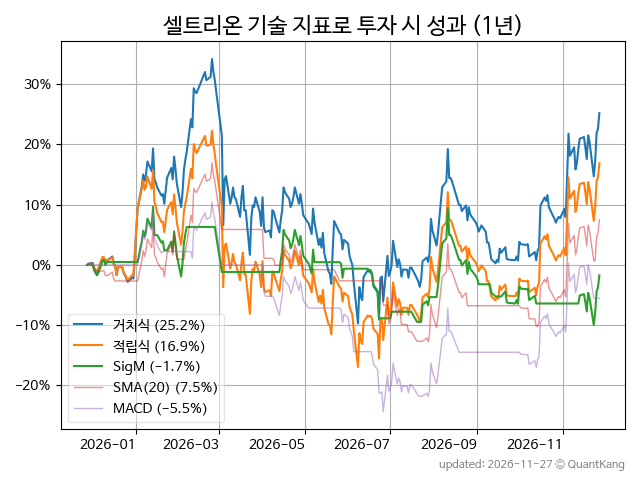 셀트리온 기술 지표로 투자 시 성과 (1년)
30%
20%
10%
0%
−10%
−20%
거치식 (25.2%)
적립식 (16.9%)
SigM (−1.7%)
SMA(20) (7.5%)
MACD (−5.5%)
2026-01 2026-03 2026-05 2026-07 2026-09 2026-11
updated: 2026-11-27 © QuantKang